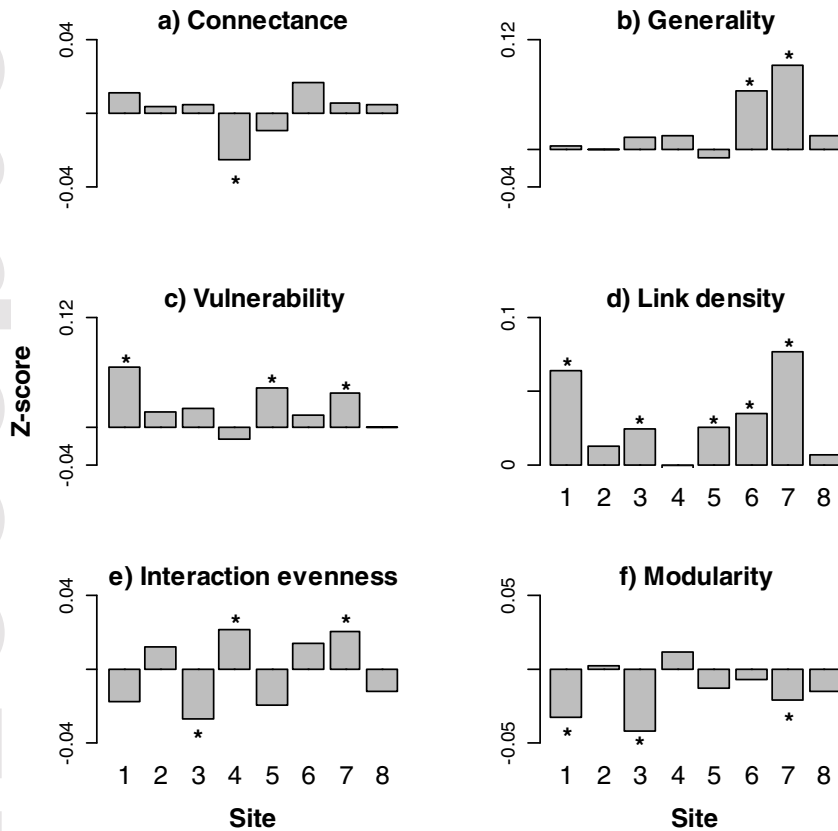 a) Connectance
0.04
-0.04
*
b) Generality
0.12
-0.04
* *
c) Vulnerability
0.12
-0.04
* * *
d) Link density
0.1
0
* * * * *
1 2 3 4 5 6 7 8
Z-score
e) Interaction evenness
0.04
-0.04
* * *
1 2 3 4 5 6 7 8
Site
f) Modularity
0.05
-0.05
* * *
1 2 3 4 5 6 7 8
Site